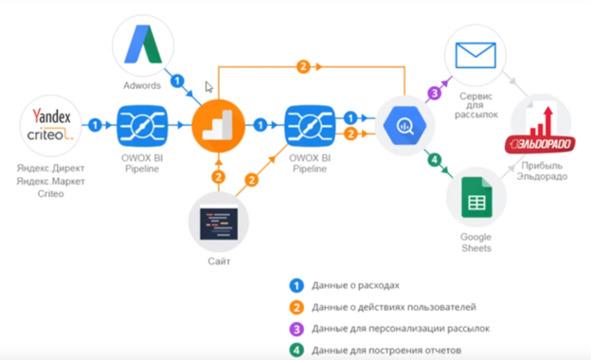 Adwords
2
1
Yandex
criteo
1
OWOX BI
Pipeline
1
1
2
OWOX BI
Pipeline
3
4
Сервис
для
рассылок
ЭЛЬДОРАДО
Прибыль
Эльдорадо
Яндекс.Директ
Яндекс.Маркет
Criteo
2
2
Сайт
Google
Sheets
1 Данные о расходах
2 Данные о действиях пользователей
3 Данные для персонализации рассылок
4 Данные для построения отчетов